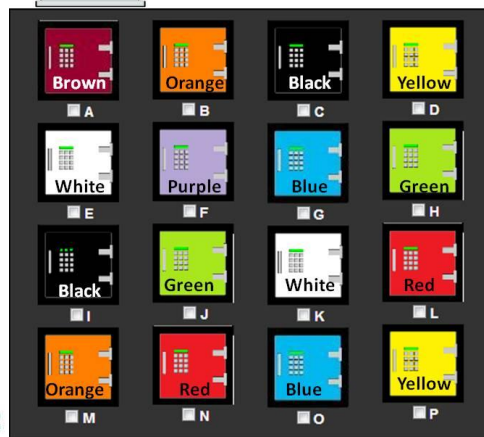 Brown Orange Black Yellow
A B C D
White Purple Blue Green
E F G H
Black Green White Red
I J K L
Orange Red Blue Yellow
M N O P